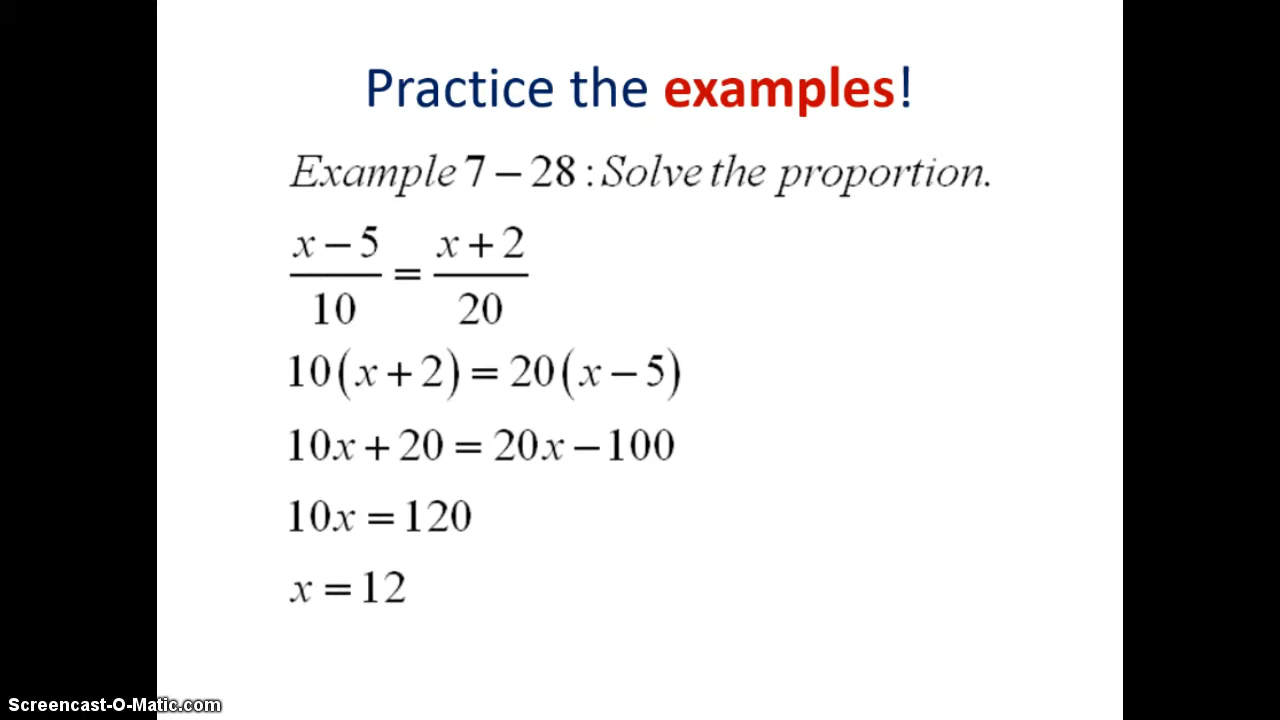 Practice the examples!
Example 7 – 28 : Solve the proportion.
x – 5 / 10 = x + 2 / 20
10(x + 2) = 20(x – 5)
10x + 20 = 20x – 100
10x = 120
x = 12
Screencast-O-Matic.com